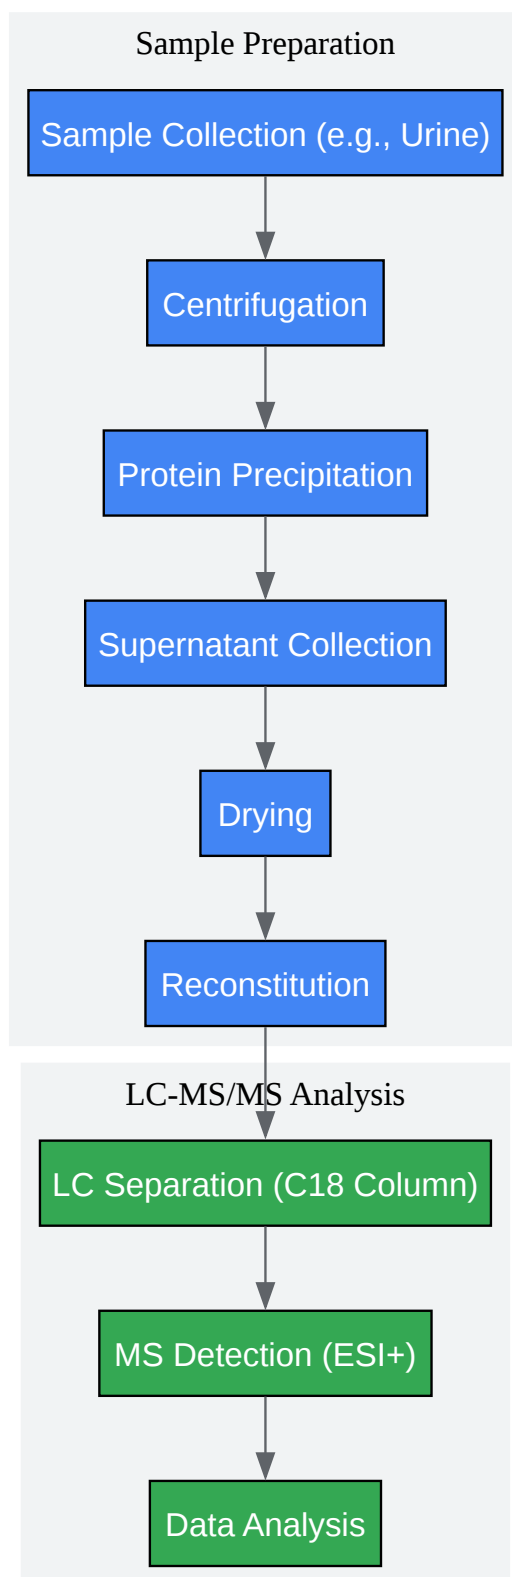 Sample Preparation
Sample Collection (e.g., Urine)
Centrifugation
Protein Precipitation
Supernatant Collection
Drying
Reconstitution
LC-MS/MS Analysis
LC Separation (C18 Column)
MS Detection (ESI+)
Data Analysis